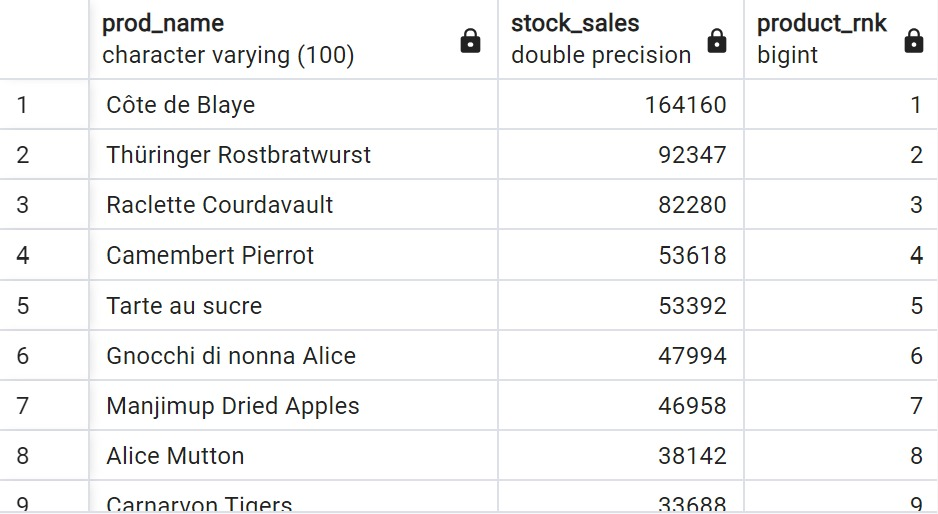 prod_name stock_sales product_rnk
character varying (100) double precision bigint
1 Côte de Blaye 164160 1
2 Thüringer Rostbratwurst 92347 2
3 Raclette Courdavault 82280 3
4 Camembert Pierrot 53618 4
5 Tarte au sucre 53392 5
6 Gnocchi di nonna Alice 47994 6
7 Manjimup Dried Apples 46958 7
8 Alice Mutton 38142 8
9 Carnarvon Tigers 33688 9